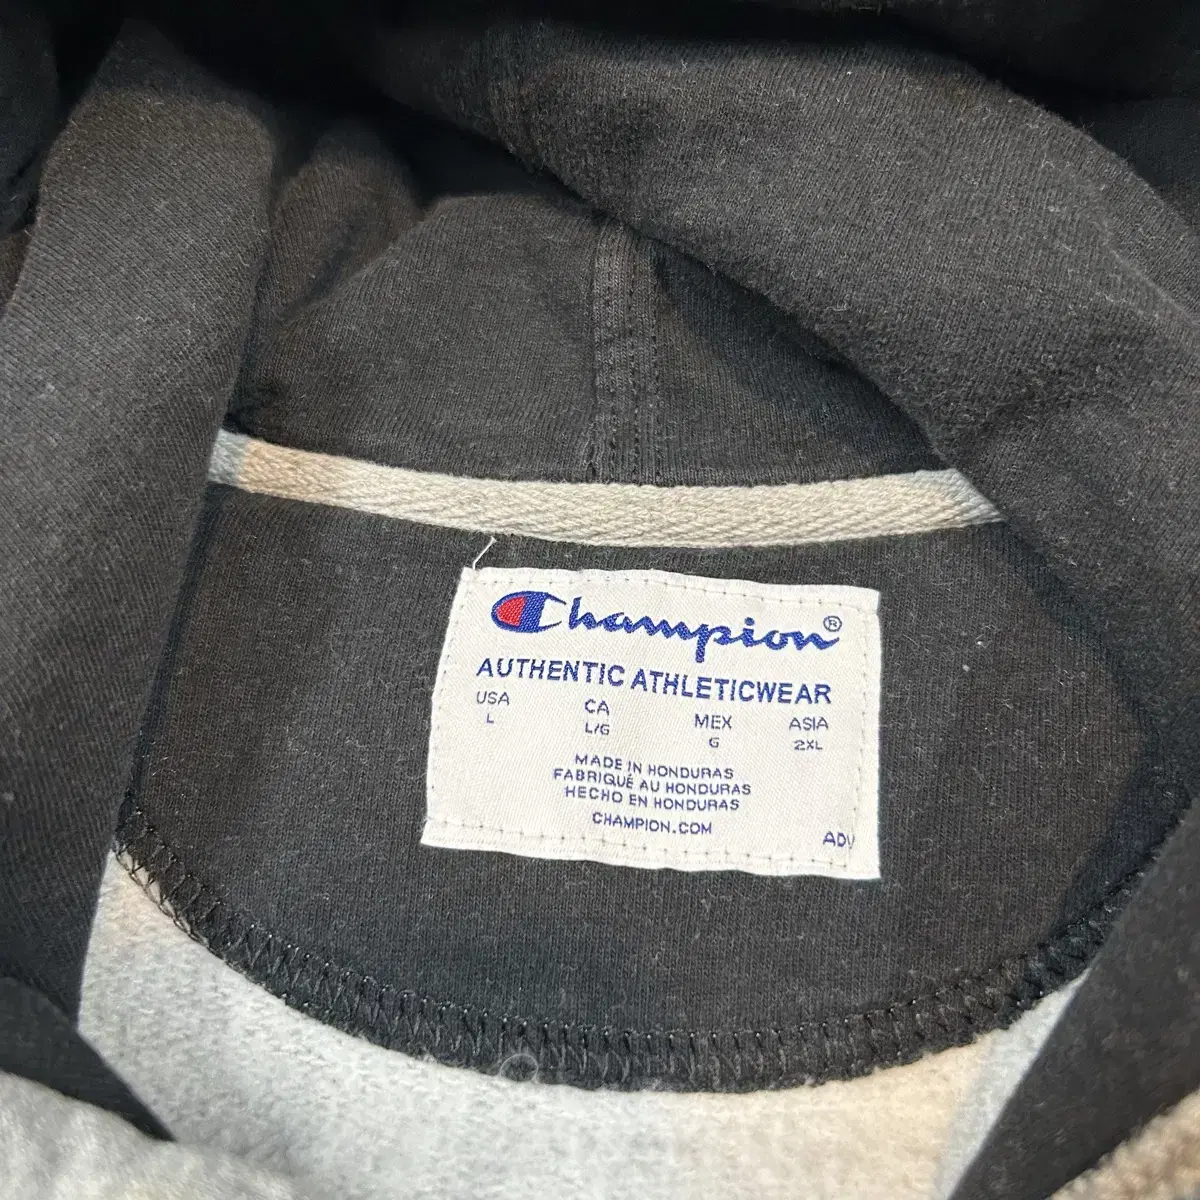 Champion®
AUTHENTIC ATHLETICWEAR
USA CA MEX ASIA
L L/G G 2XL
MADE IN HONDURAS
FABRIQUÉ AU HONDURAS
HECHO EN HONDURAS
CHAMPION.COM
ADV